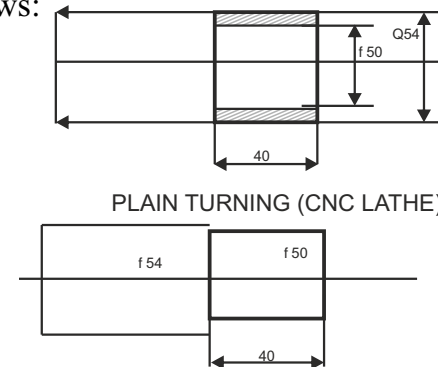 ws:
Q54
f 50
40
PLAIN TURNING (CNC LATHE)
f 54
f 50
40